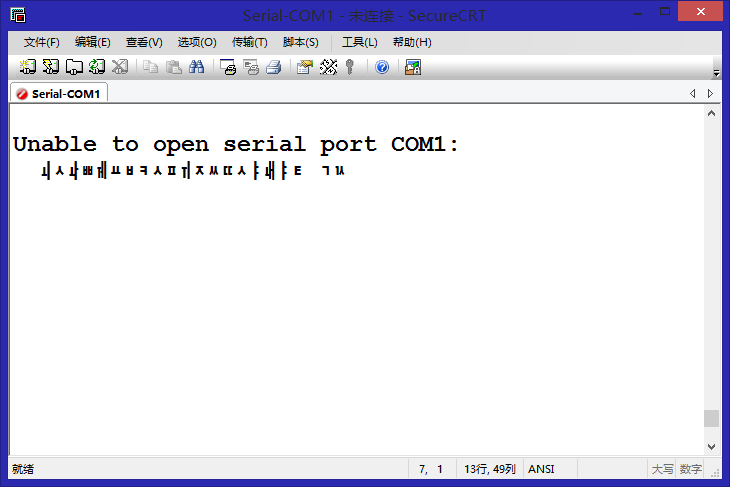 Serial-COM1 - 未连接 - SecureCRT
文件(F) 编辑(E) 查看(V) 选项(O) 传输(T) 脚本(S) 工具(L) 帮助(H)
Serial-COM1
Unable to open serial port COM1:
就绪 7, 1 13行, 49列 ANSI 大写 数字